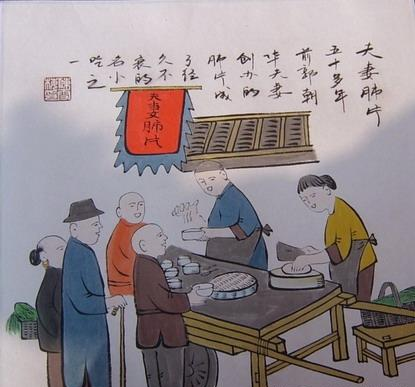 夫妻肺片
五十多年
前郭朝
华夫妻
创办的
肺片成
了经
久不
衰的
名小
吃之
一
夫妻肺片